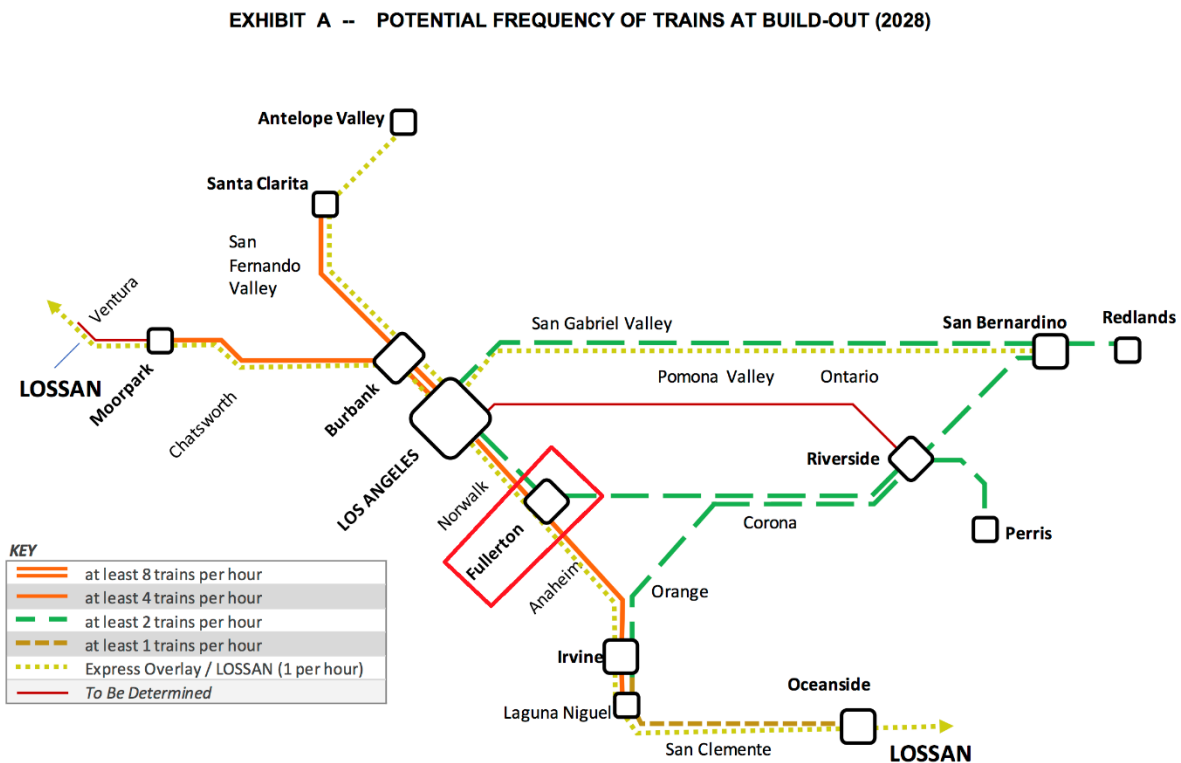 EXHIBIT A -- POTENTIAL FREQUENCY OF TRAINS AT BUILD-OUT (2028)
Antelope Valley
Santa Clarita
San
Fernando
Valley
Ventura
LOSSAN
Moorpark
Chatsworth
Burbank
LOS ANGELES
San Gabriel Valley
San Bernardino
Redlands
Pomona Valley
Ontario
Riverside
Norwalk
Fullerton
Anaheim
Corona
Perris
Orange
Irvine
Laguna Niguel
Oceanside
San Clemente
LOSSAN
KEY
at least 8 trains per hour
at least 4 trains per hour
at least 2 trains per hour
at least 1 trains per hour
Express Overlay / LOSSAN (1 per hour)
To Be Determined